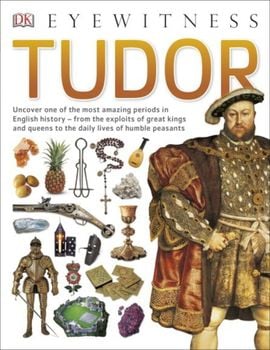 DK EYEWITNESS
TUDOR
Uncover one of the most amazing periods in
English history – from the exploits of great kings
and queens to the daily lives of humble peasants